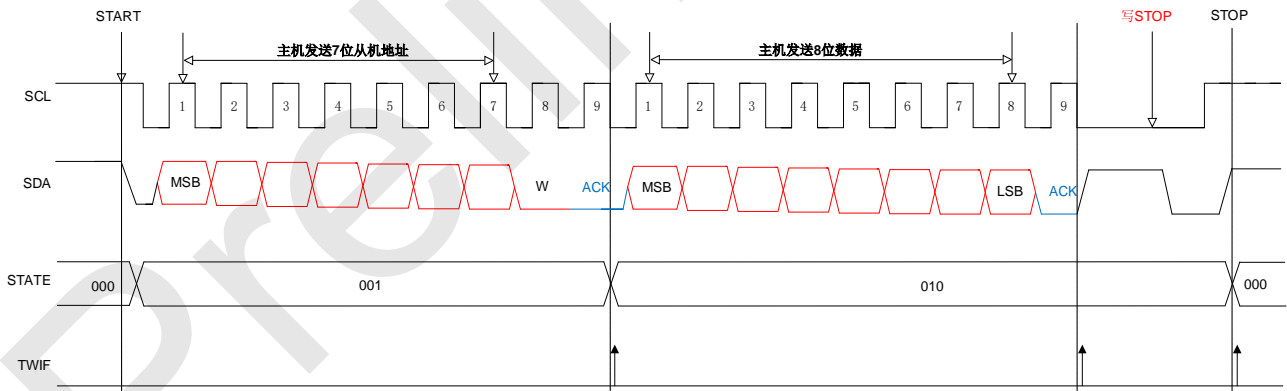 START 写STOP STOP
主机发送7位从机地址 主机发送8位数据
SCL 1 2 3 4 5 6 7 8 9 1 2 3 4 5 6 7 8 9
SDA MSB W ACK MSB LSB ACK
STATE 000 001 010 000
TWIF